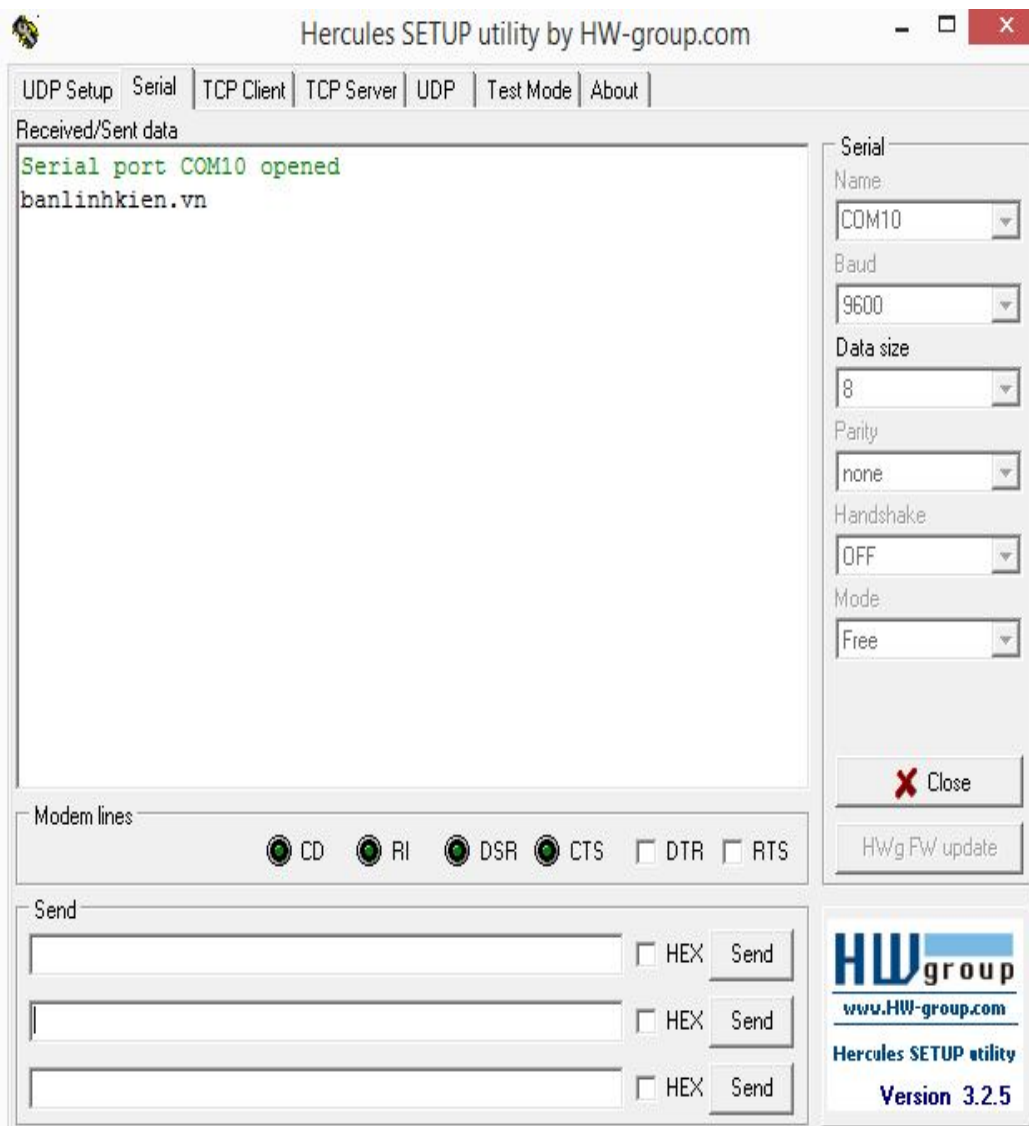 Hercules SETUP utility by HW-group.com
UDP Setup Serial TCP Client TCP Server UDP Test Mode About
Received/Sent data
Serial port COM10 opened
banlinhkien.vn
Serial
Name
COM10
Baud
9600
Data size
8
Parity
none
Handshake
OFF
Mode
Free
Close
HWg FW update
Modem lines
CD RI DSR CTS DTR RTS
Send
HEX Send
HEX Send
HEX Send
HWgroup
www.HW-group.com
Hercules SETUP utility
Version 3.2.5